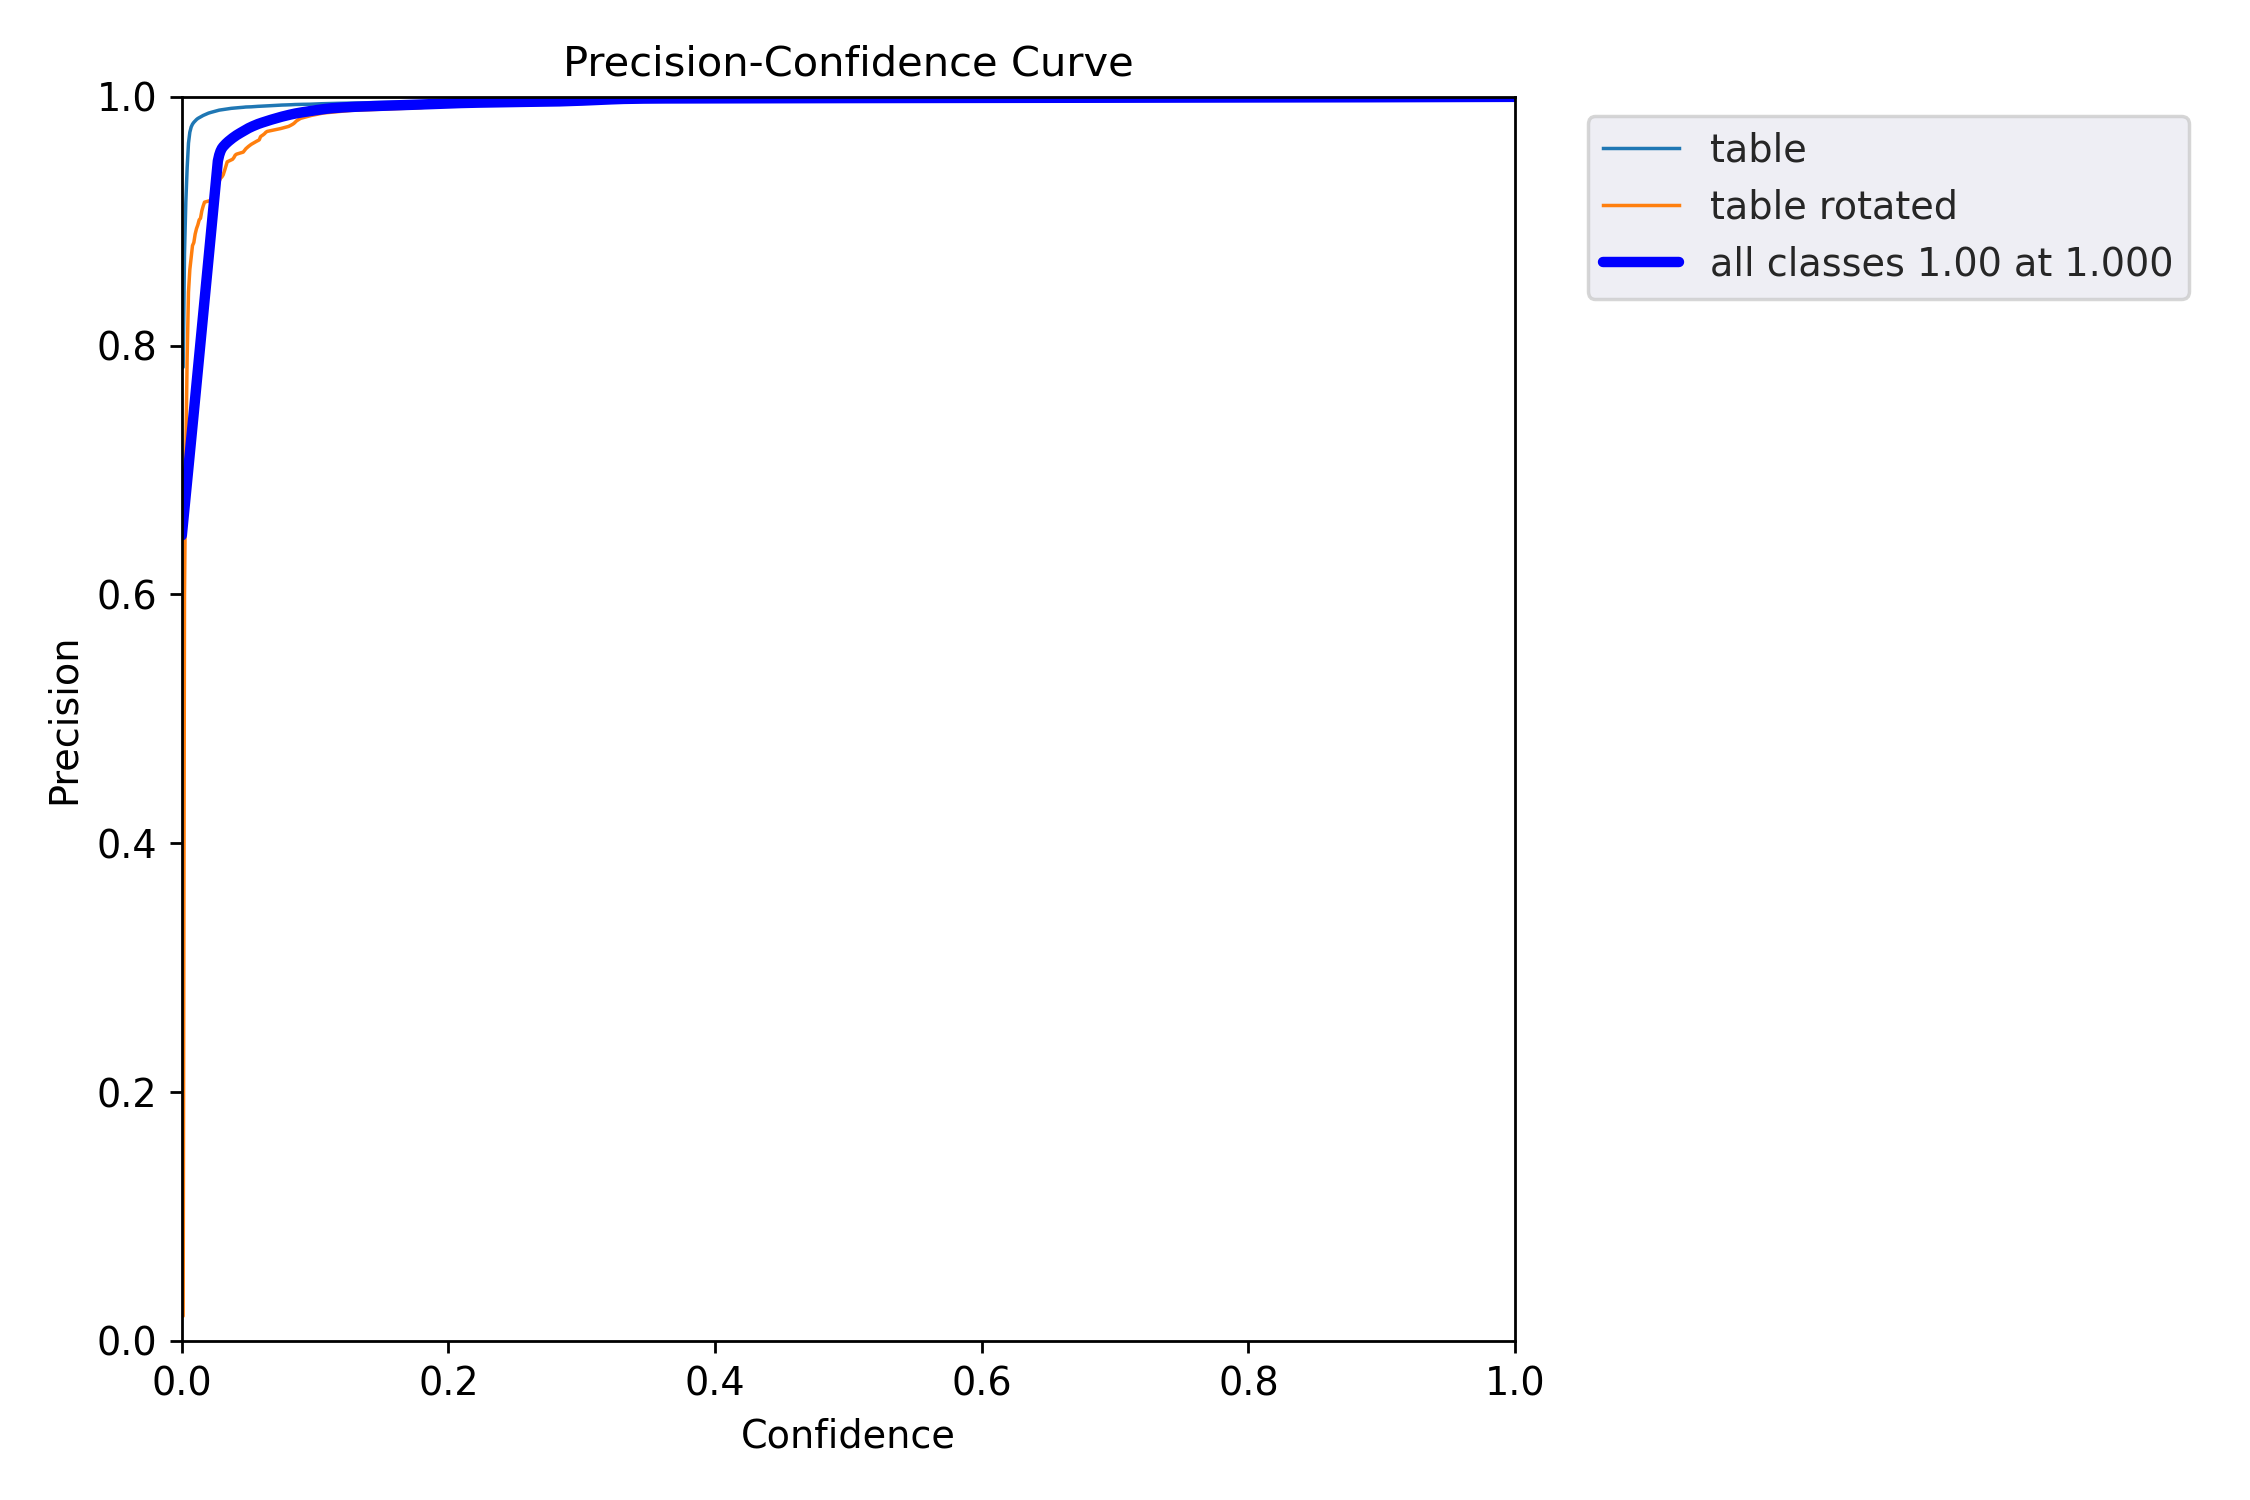 Precision-Confidence Curve
1.0
0.8
0.6
0.4
0.2
0.0
Precision
0.0 0.2 0.4 0.6 0.8 1.0
Confidence
table
table rotated
all classes 1.00 at 1.000